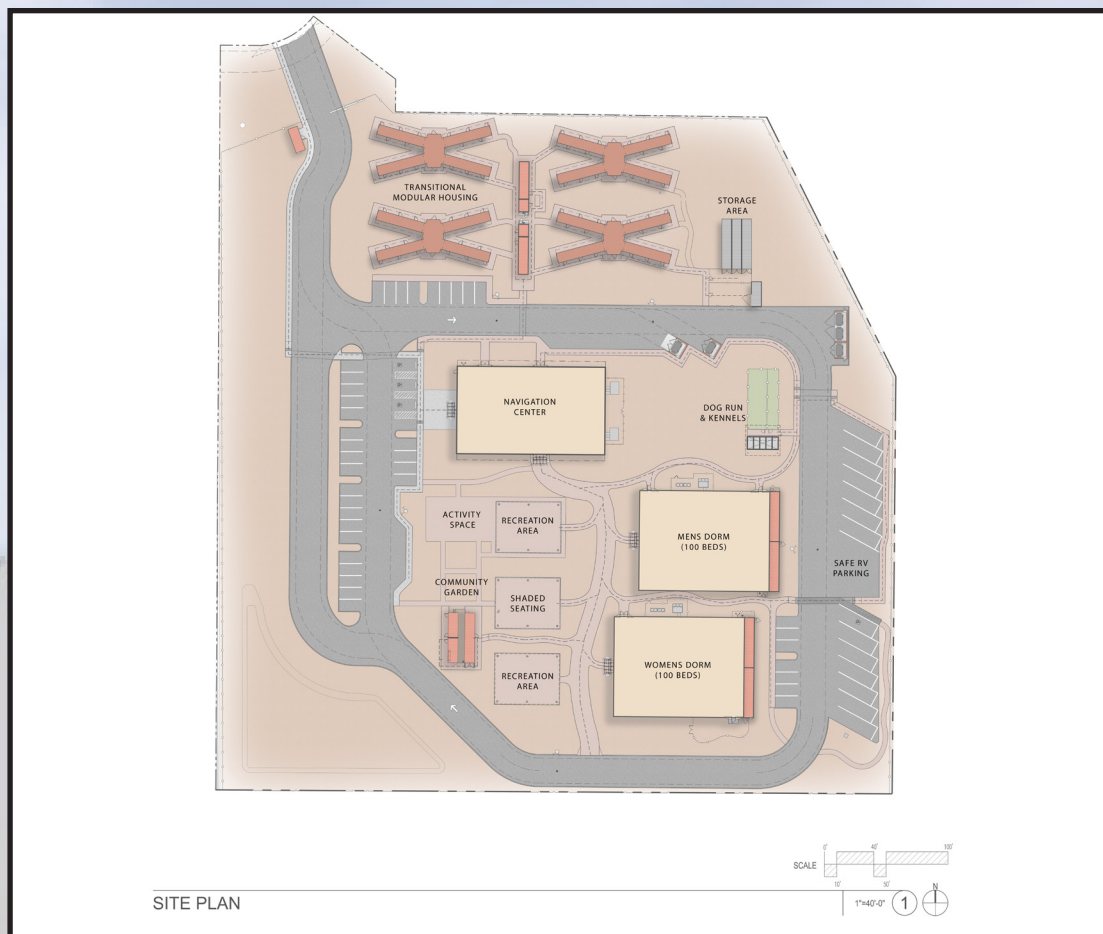 TRANSITIONAL
MODULAR HOUSING
STORAGE
AREA
NAVIGATION
CENTER
DOG RUN
& KENNELS
ACTIVITY
SPACE
RECREATION
AREA
MENS DORM
(100 BEDS)
SAFE RV
PARKING
COMMUNITY
GARDEN
SHADED
SEATING
WOMENS DORM
(100 BEDS)
RECREATION
AREA
0' 40' 100'
SCALE
10' 50'
SITE PLAN
1"=40'-0"
1
N